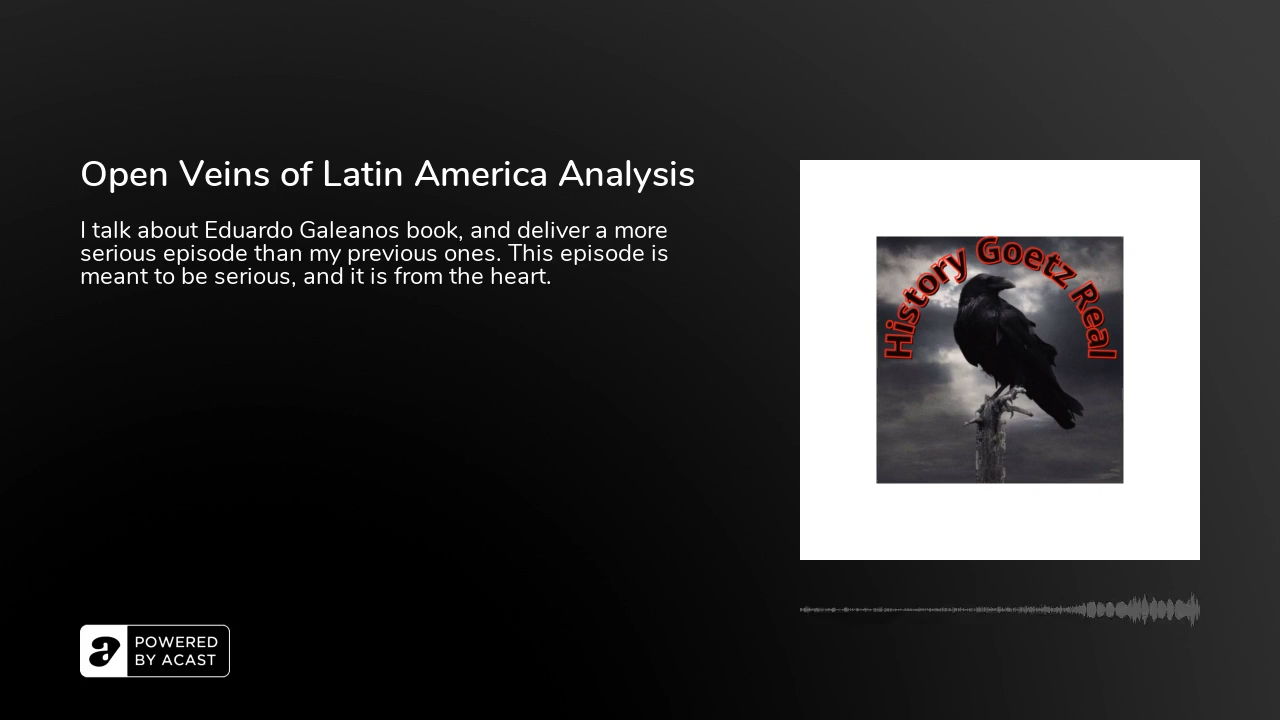 Open Veins of Latin America Analysis
I talk about Eduardo Galeanos book, and deliver a more
serious episode than my previous ones. This episode is
meant to be serious, and it is from the heart.
History Goetz Real
a
POWERED
BY ACAST